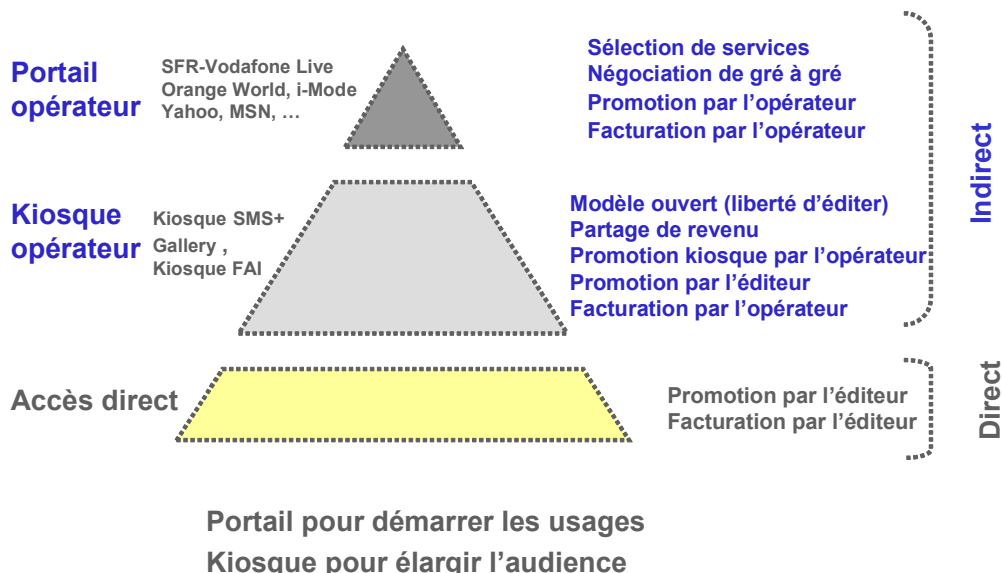 Portail
opérateur
SFR-Vodafone Live
Orange World, i-Mode
Yahoo, MSN, …
Sélection de services
Négociation de gré à gré
Promotion par l’opérateur
Facturation par l’opérateur
Kiosque
opérateur
Kiosque SMS+
Gallery ,
Kiosque FAI
Modèle ouvert (liberté d’éditer)
Partage de revenu
Promotion kiosque par l’opérateur
Promotion par l’éditeur
Facturation par l’opérateur
Indirect
Accès direct
Promotion par l’éditeur
Facturation par l’éditeur
Direct
Portail pour démarrer les usages
Kiosque pour élargir l’audience